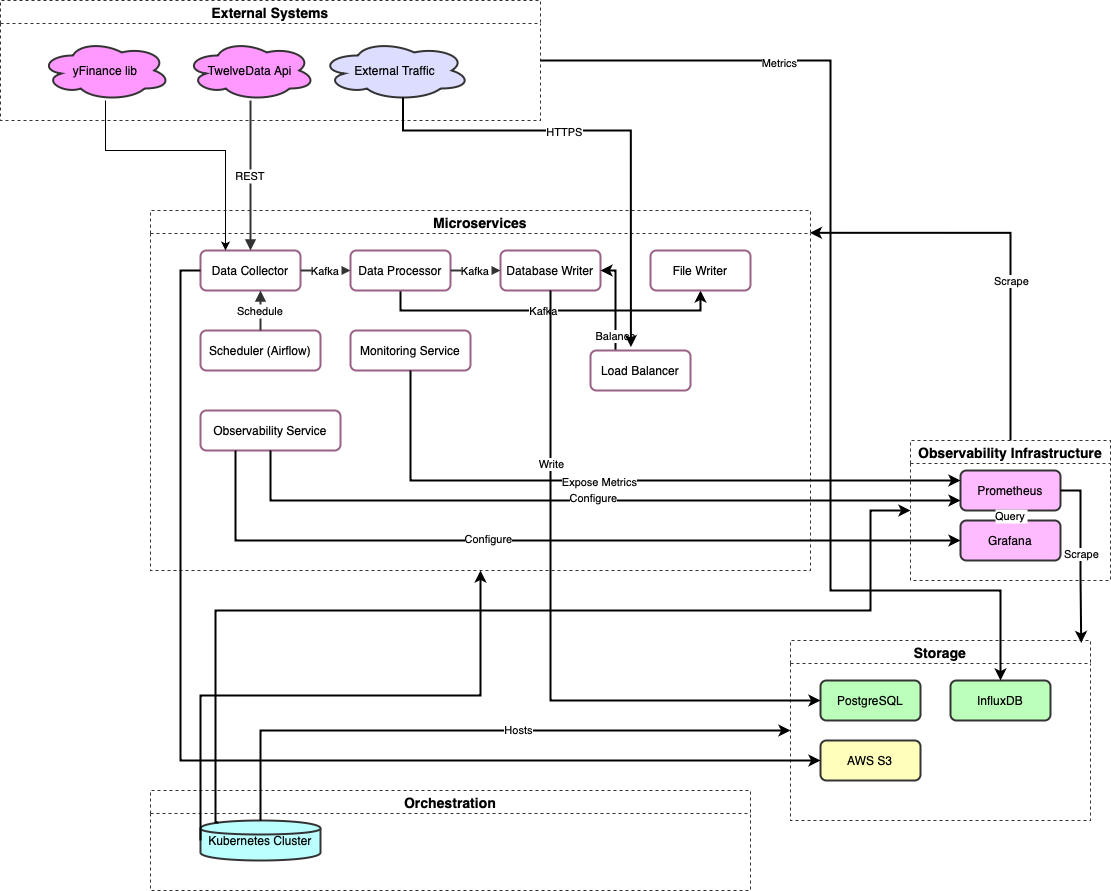 External Systems
yFinance lib
TwelveData Api
External Traffic
Metrics
HTTPS
REST
Microservices
Data Collector
Kafka
Data Processor
Kafka
Database Writer
File Writer
Scrape
Schedule
Kafka
Balance
Scheduler (Airflow)
Monitoring Service
Load Balancer
Observability Service
Observability Infrastructure
Write
Expose Metrics
Prometheus
Configure
Query
Configure
Grafana
Scrape
Storage
PostgreSQL
InfluxDB
Hosts
AWS S3
Orchestration
Kubernetes Cluster